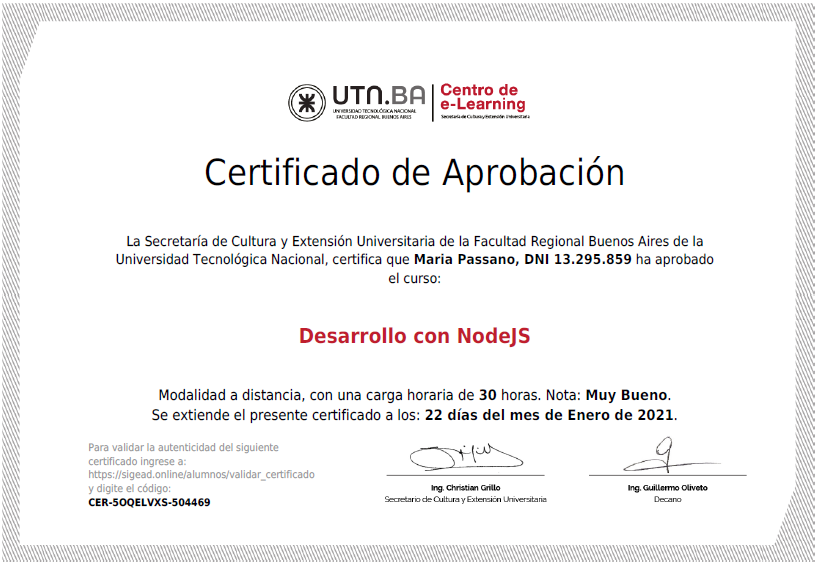 UTN.BA
UNIVERSIDAD TECNOLÓGICA NACIONAL
FACULTAD REGIONAL BUENOS AIRES
Centro de
e-Learning
Secretaría de Cultura y Extensión Universitaria
Certificado de Aprobación
La Secretaría de Cultura y Extensión Universitaria de la Facultad Regional Buenos Aires de la
Universidad Tecnológica Nacional, certifica que Maria Passano, DNI 13.295.859 ha aprobado
el curso:
Desarrollo con NodeJS
Modalidad a distancia, con una carga horaria de 30 horas. Nota: Muy Bueno.
Se extiende el presente certificado a los: 22 días del mes de Enero de 2021.
Para validar la autenticidad del siguiente
certificado ingrese a:
https://sigead.online/alumnos/validar_certificado
y digite el código:
CER-5OQELVXS-504469
Ing. Christian Grillo
Secretario de Cultura y Extensión Universitaria
Ing. Guillermo Oliveto
Decano